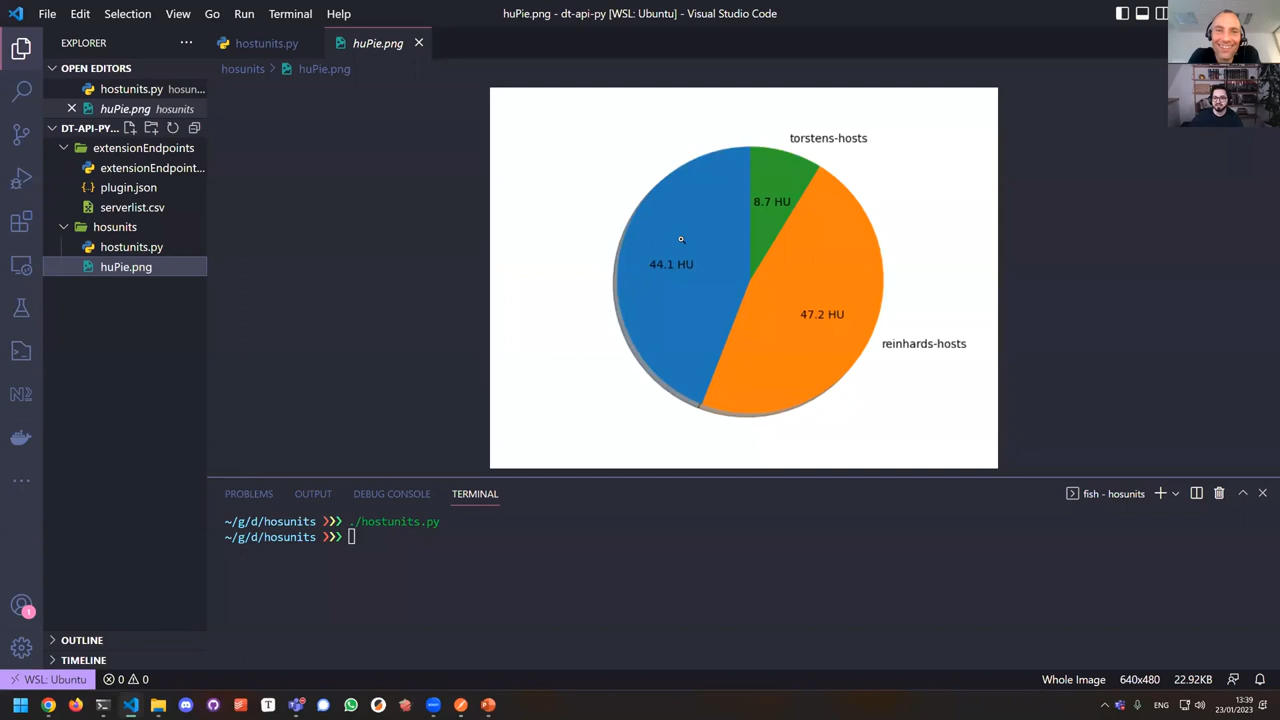 File Edit Selection View Go Run Terminal Help
huPie.png - dt-api-py [WSL: Ubuntu] - Visual Studio Code
EXPLORER
hostunits.py
huPie.png
hosunits
huPie.png
OPEN EDITORS
hostunits.py hosun...
huPie.png hosunits
DT-API-PY...
extensionEndpoints
extensionEndpoint...
plugin.json
serverlist.csv
hosunits
hostunits.py
huPie.png
torstens-hosts
8.7 HU
44.1 HU
47.2 HU
reinhards-hosts
PROBLEMS OUTPUT DEBUG CONSOLE TERMINAL
fish - hosunits
~/g/d/hosunits ❯❯❯ ./hostunits.py
~/g/d/hosunits ❯❯❯
OUTLINE
TIMELINE
1
WSL: Ubuntu
0 0
Whole Image 640x480 22.92KB
ENG
13:39
23/01/2023